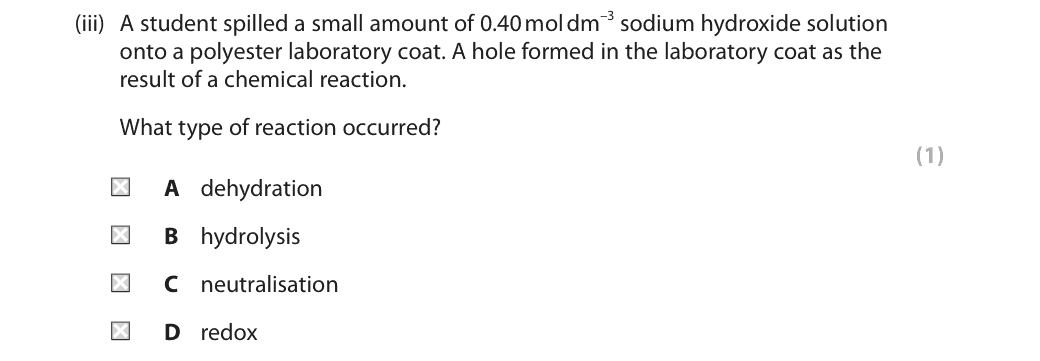 (iii) A student spilled a small amount of 0.40 mol dm⁻³ sodium hydroxide solution
onto a polyester laboratory coat. A hole formed in the laboratory coat as the
result of a chemical reaction.
What type of reaction occurred?
(1)
A dehydration
B hydrolysis
C neutralisation
D redox